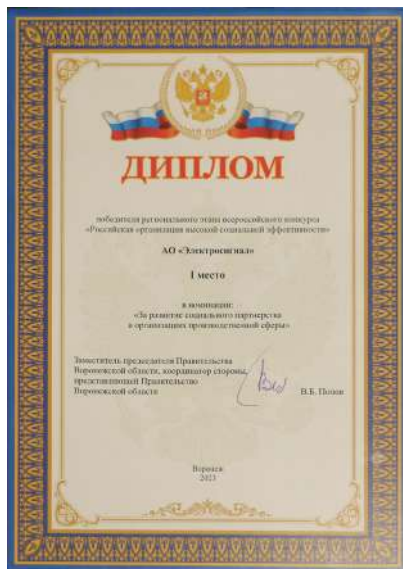 ДИПЛОМ
победителя регионального этапа всероссийского конкурса
«Российская организация высокой социальной эффективности»
АО «Электросигнал»
I место
в номинации:
«За развитие социального партнерства
в организациях производственной сферы»
Заместитель председателя Правительства
Воронежской области, координатор стороны,
представляющей Правительство
Воронежской области
В.Б. Попов
Воронеж